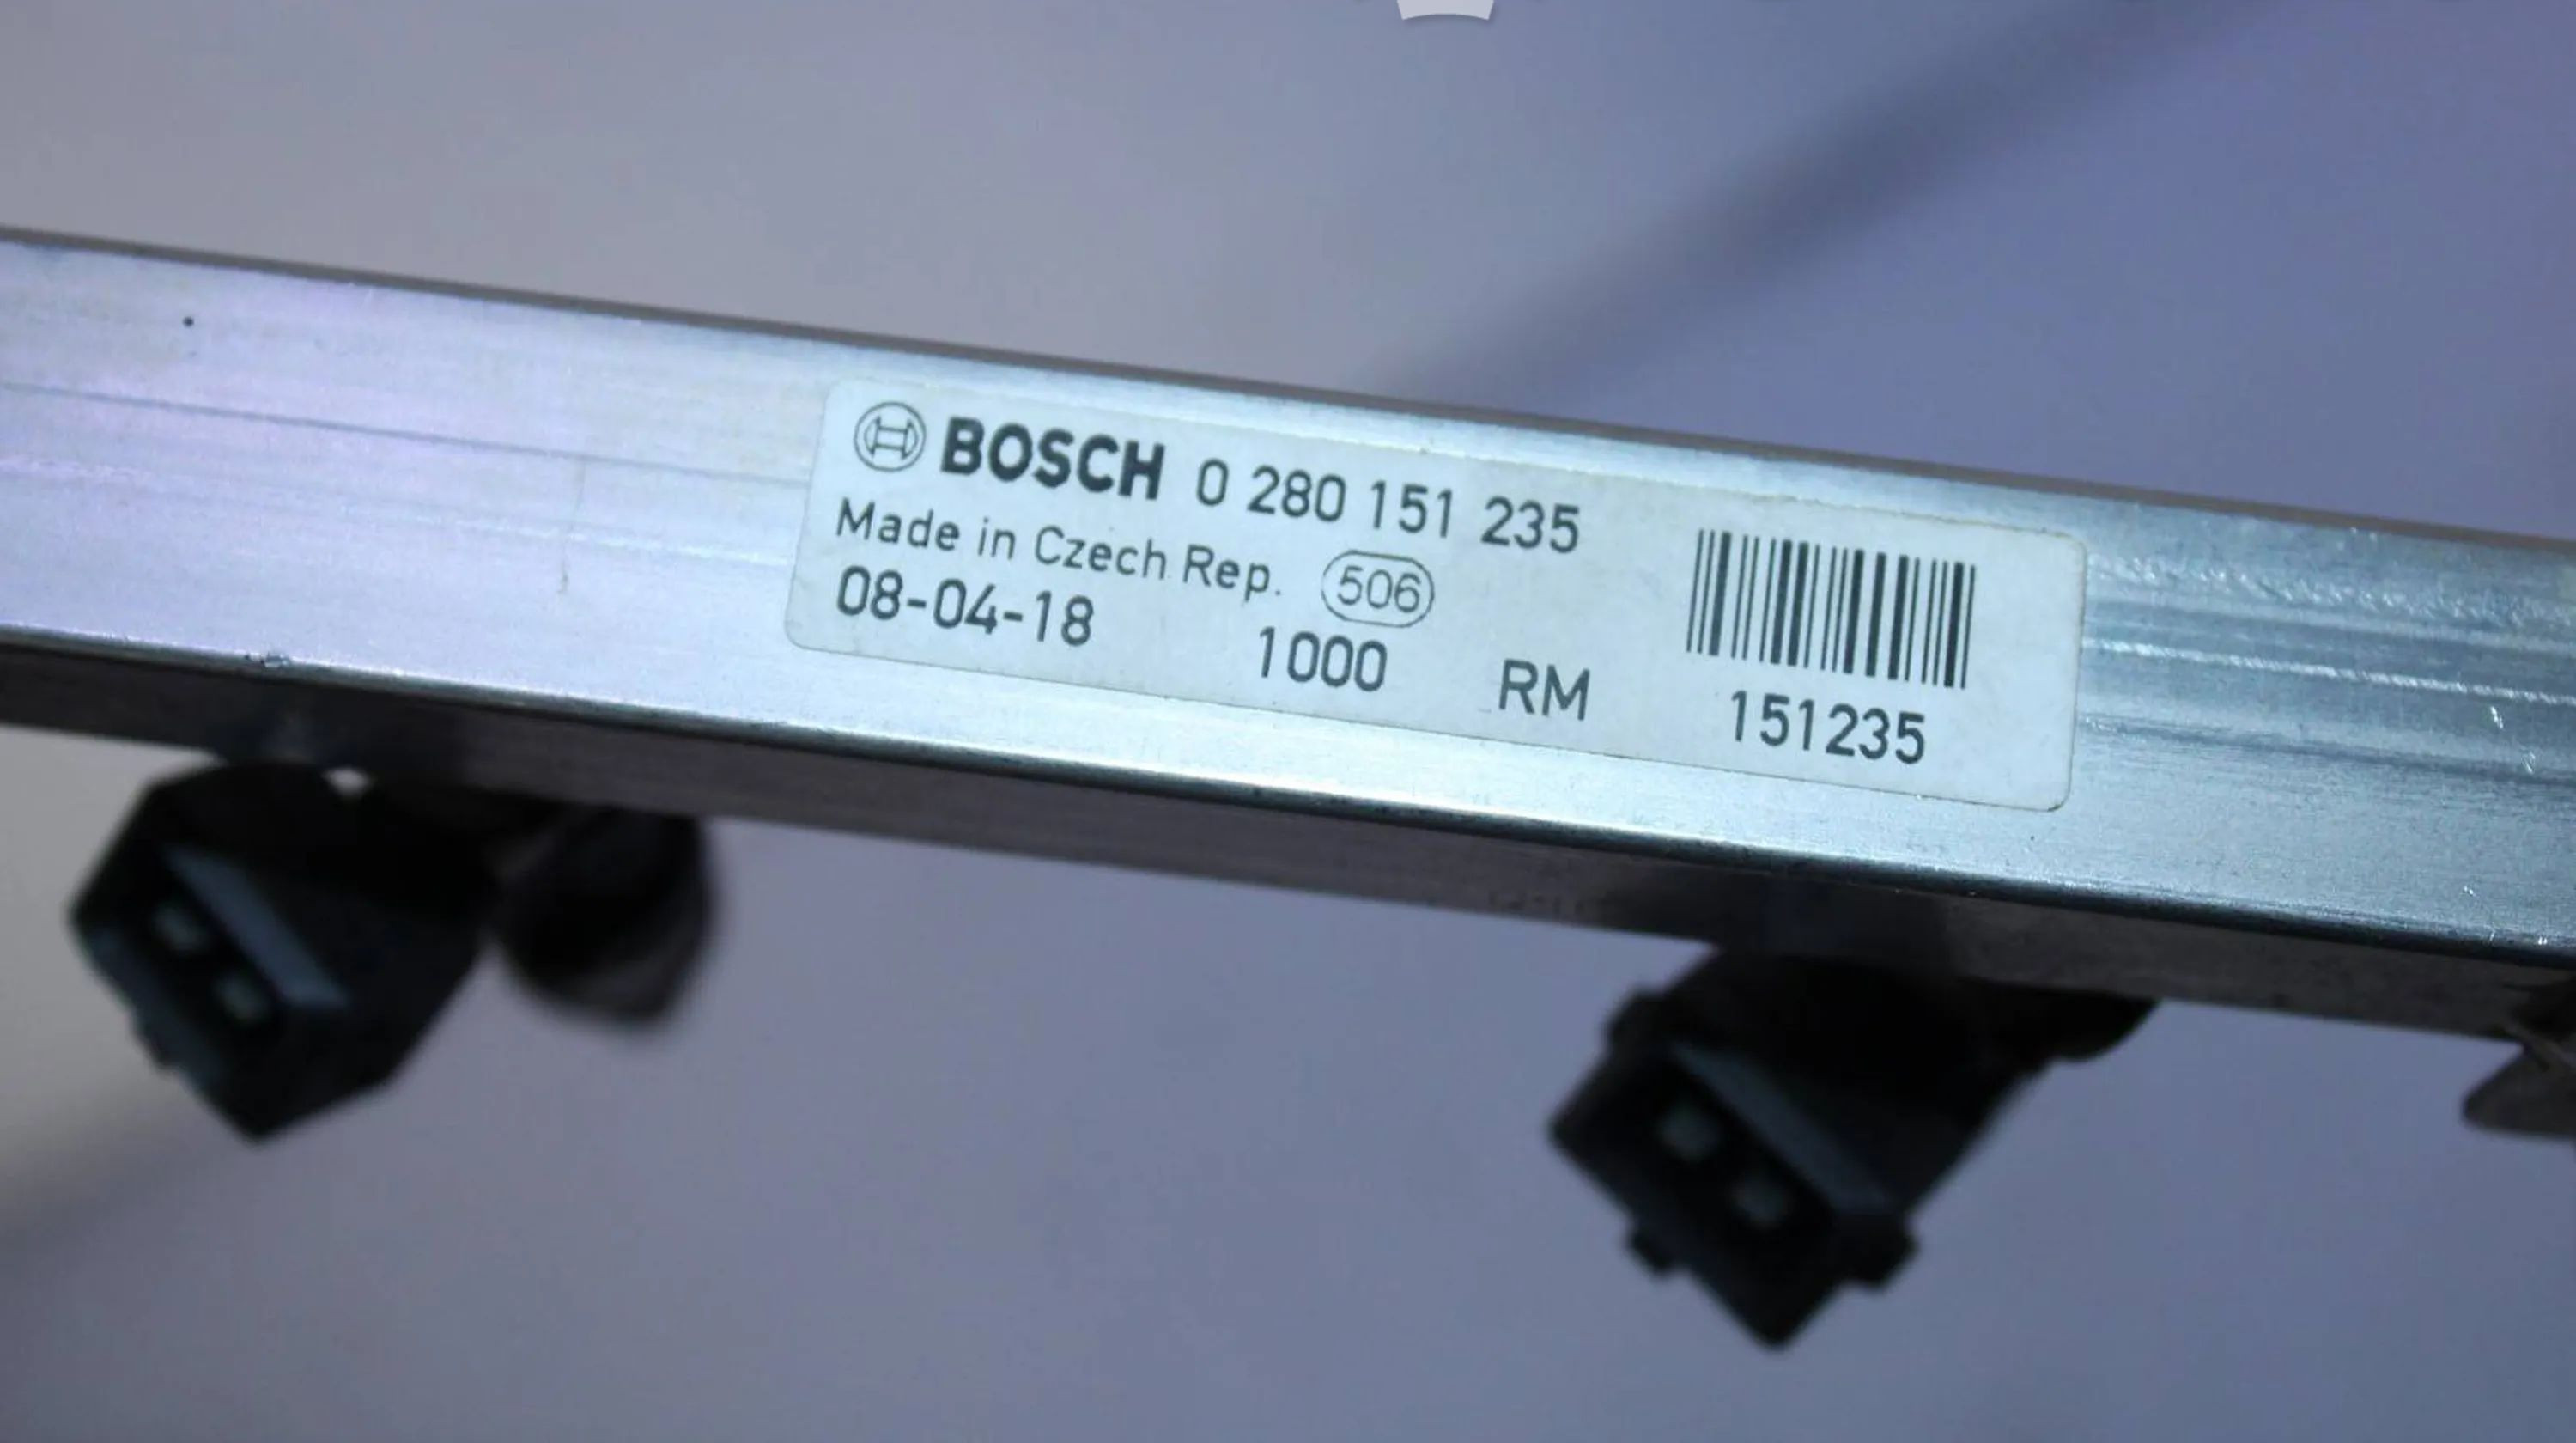 BOSCH 0 280 151 235
Made in Czech Rep. 506
08-04-18 1000 RM
151235